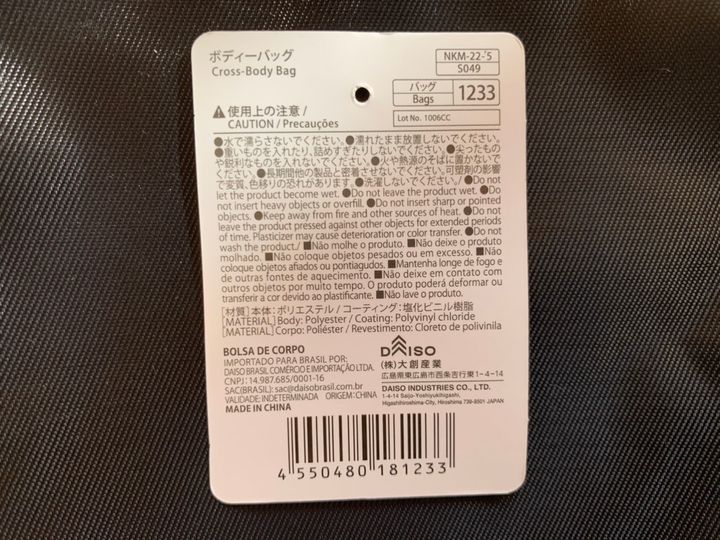 ボディーバッグ
Cross-Body Bag
NKM-22-'5
S049
バッグ
Bags
1233
Lot No. 1006CC
⚠使用上の注意 /
CAUTION / Precauções
●水で濡らさないでください。●濡れたまま放置しないでください。
●重いものを入れたり、詰めすぎたりしないでください。●尖ったもの
や鋭利なものを入れないでください。●火や熱源のそばに置かないで
ください。●長期間他の製品と密着させないでください。可塑剤の影響
で変質、色移りの恐れがあります。●洗濯しないでください。/ ●Do not
let the product become wet. ●Do not leave the product wet. ●Do
not insert heavy objects or overfill. ●Do not insert sharp or pointed
objects. ●Keep away from fire and other sources of heat. ●Do not
leave the product pressed against other objects for extended periods
of time. Plasticizer may cause deterioration or color transfer. ●Do not
wash the product./ ■Não molhe o produto. ■Não deixe o produto
molhado. ■Não coloque objetos pesados ou em excesso. ■Não
coloque objetos afiados ou pontiagudos. ■Mantenha longe de fogo e
de outras fontes de aquecimento. ■Não deixe em contato com
outros objetos por muito tempo. O produto poderá deformar ou
transferir a cor devido ao plastificante. ■Não lave o produto.
[材質]本体:ポリエステル / コーティング:塩化ビニル樹脂
[MATERIAL] Body: Polyester / Coating: Polyvinyl chloride
[MATERIAL] Corpo: Poliéster / Revestimento: Cloreto de polivinila
BOLSA DE CORPO
IMPORTADO PARA BRASIL POR:
DAISO BRASIL COMÉRCIO E IMPORTAÇÃO LTDA.
CNPJ: 14.987.685/0001-16
SAC(BRASIL): sac@daisobrasil.com.br
VALIDADE: INDETERMINADA ORIGEM: CHINA
MADE IN CHINA
DAISO
(株)大創産業
広島県東広島市西条吉行東1-4-14
DAISO INDUSTRIES CO., LTD.
1-4-14 Saijo-Yoshiyukihigashi,
Higashihiroshima-City, Hiroshima 739-8501 JAPAN
4 550480 181233